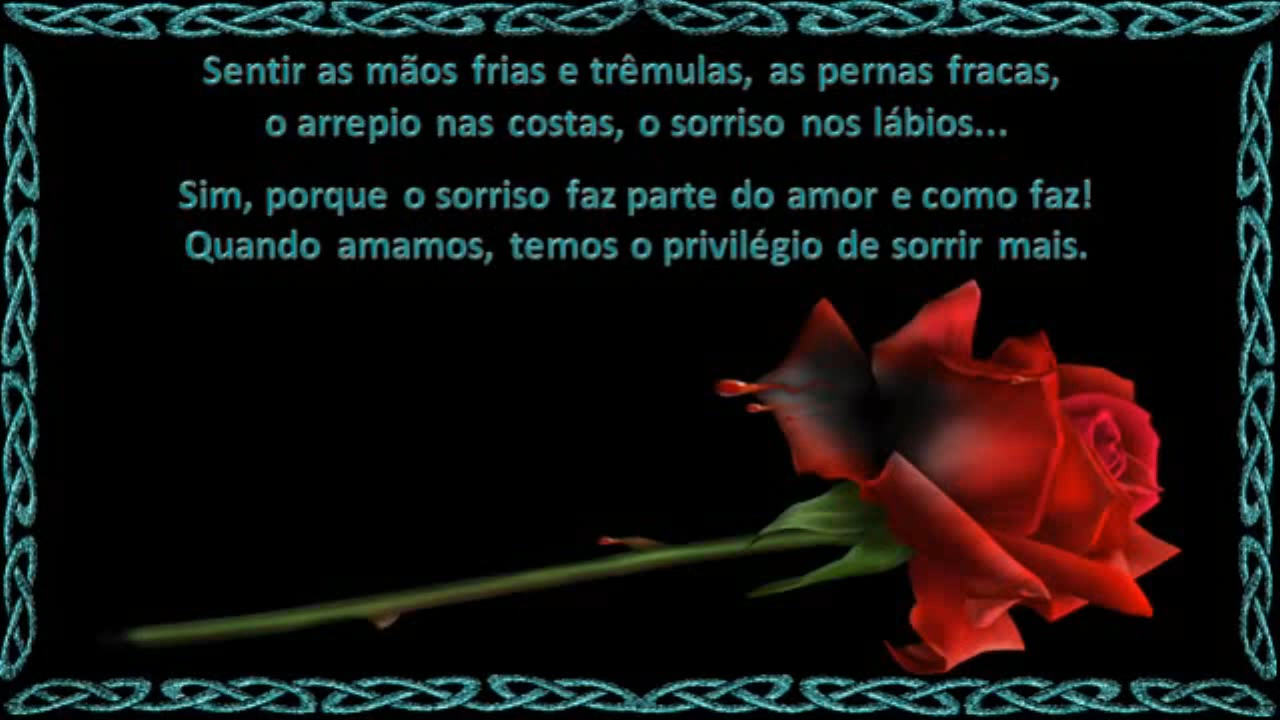 Sentir as mãos frias e trêmulas, as pernas fracas,
o arrepio nas costas, o sorriso nos lábios...
Sim, porque o sorriso faz parte do amor e como faz!
Quando amamos, temos o privilégio de sorrir mais.